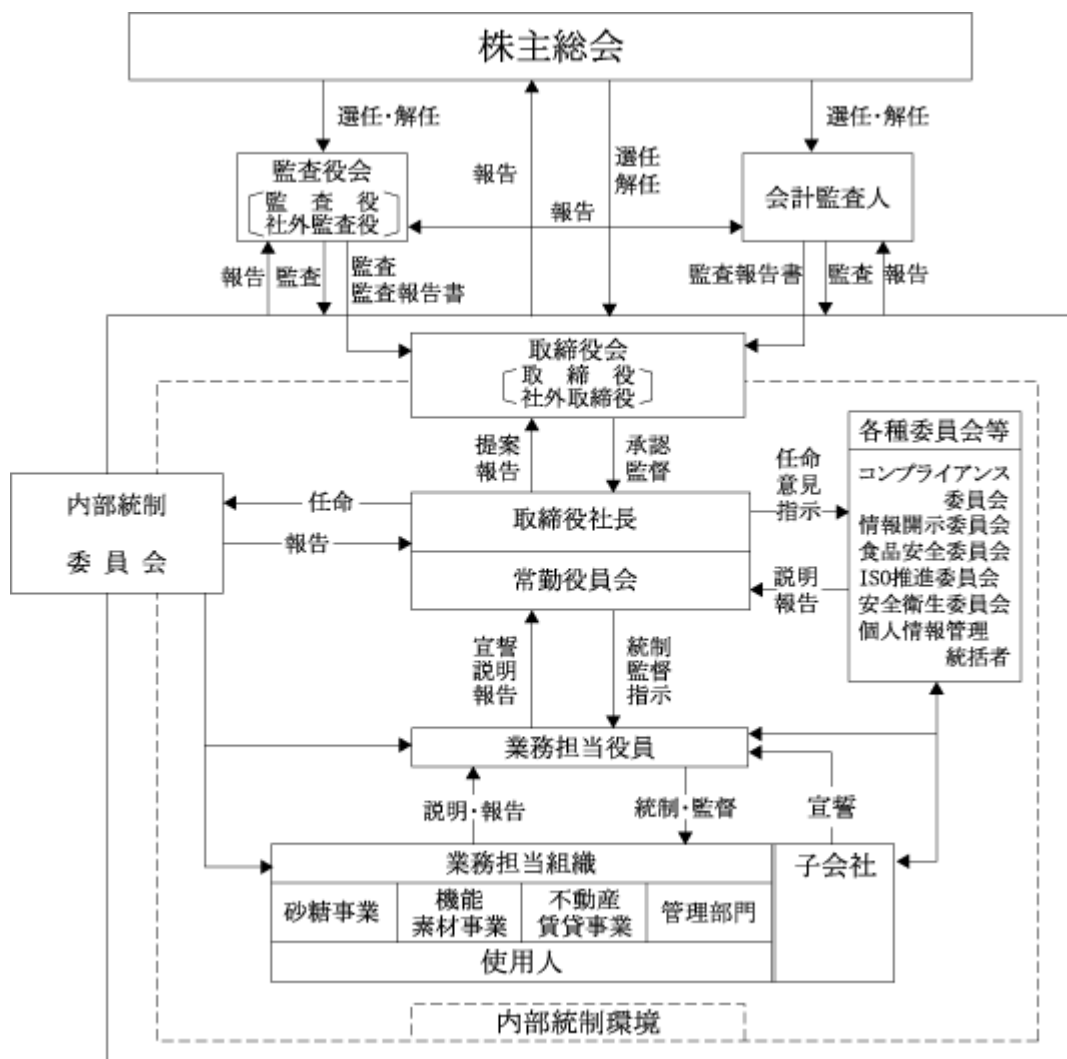 株主総会
選任・解任
選任・解任
報告
選任
解任
監査役会
監査役
社外監査役
報告
会計監査人
報告
監査
監査
監査報告書
監査報告書
監査
報告
取締役会
取締役
社外取締役
提案
報告
承認
監督
任命
意見
指示
各種委員会等
コンプライアンス
委員会
情報開示委員会
食品安全委員会
ISO推進委員会
安全衛生委員会
個人情報管理
統括者
内部統制
委員会
任命
報告
取締役社長
常勤役員会
説明
報告
宣誓
説明
報告
統制
監督
指示
業務担当役員
説明・報告
統制・監督
宣誓
業務担当組織
子会社
砂糖事業
機能
素材事業
不動産
賃貸事業
管理部門
使用人
内部統制環境